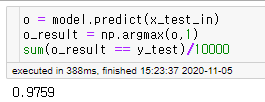 o = model.predict(x_test_in)
o_result = np.argmax(o,1)
sum(o_result == y_test)/10000
executed in 388ms, finished 15:23:37 2020-11-05
0.9759